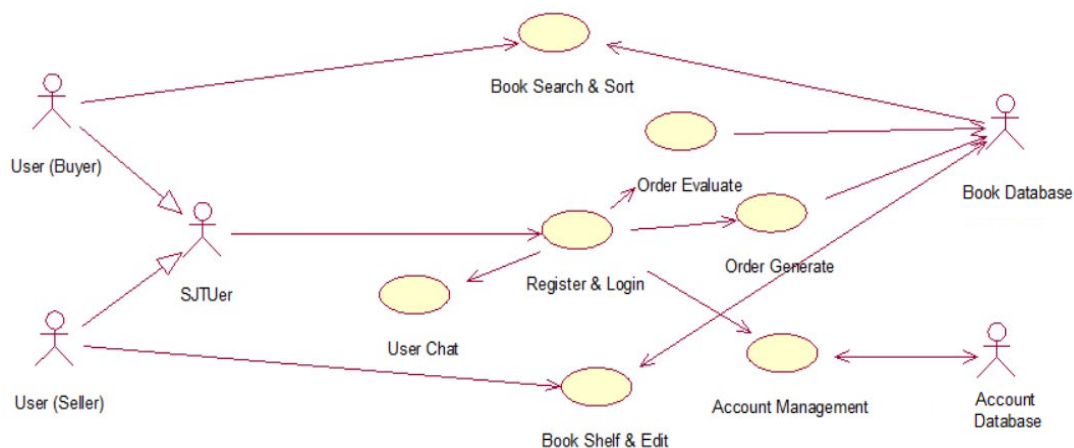 Book Search & Sort
User (Buyer)
Order Evaluate
Book Database
SJTUer
Register & Login
Order Generate
User Chat
User (Seller)
Book Shelf & Edit
Account Management
Account
Database